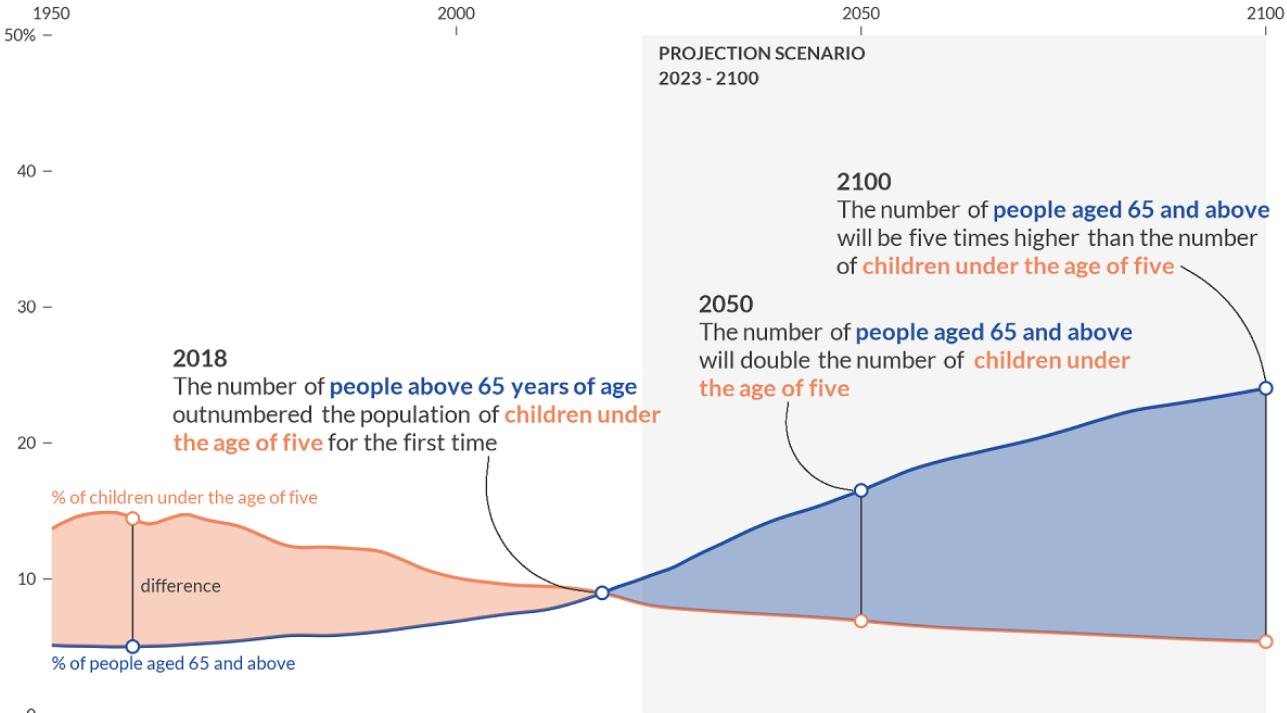 1950 2000 2050 2100
50%
PROJECTION SCENARIO
2023 - 2100
40
2100
The number of people aged 65 and above
will be five times higher than the number
of children under the age of five
30
2050
The number of people aged 65 and above
will double the number of children under
the age of five
2018
The number of people above 65 years of age
outnumbered the population of children under
the age of five for the first time
20
% of children under the age of five
10
difference
% of people aged 65 and above
0